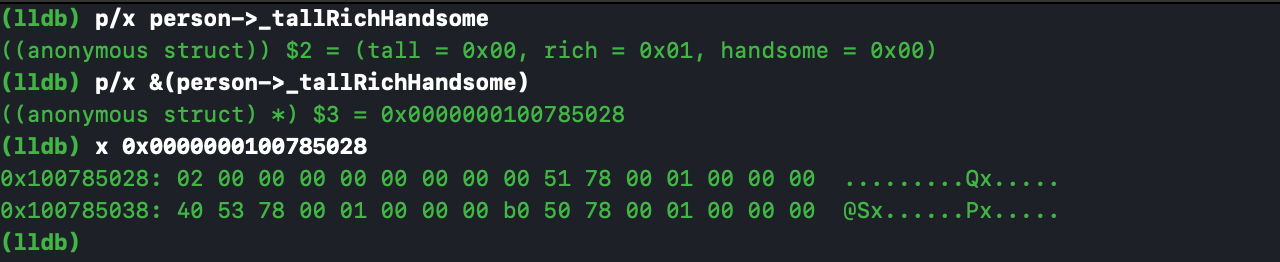 (lldb) p/x person->_tallRichHandsome
((anonymous struct)) $2 = (tall = 0x00, rich = 0x01, handsome = 0x00)
(lldb) p/x &(person->_tallRichHandsome)
((anonymous struct) *) $3 = 0x0000000100785028
(lldb) x 0x0000000100785028
0x100785028: 02 00 00 00 00 00 00 00 00 51 78 00 01 00 00 00  .........Qx.....
0x100785038: 40 53 78 00 01 00 00 00 b0 50 78 00 01 00 00 00  @Sx......Px.....
(lldb)